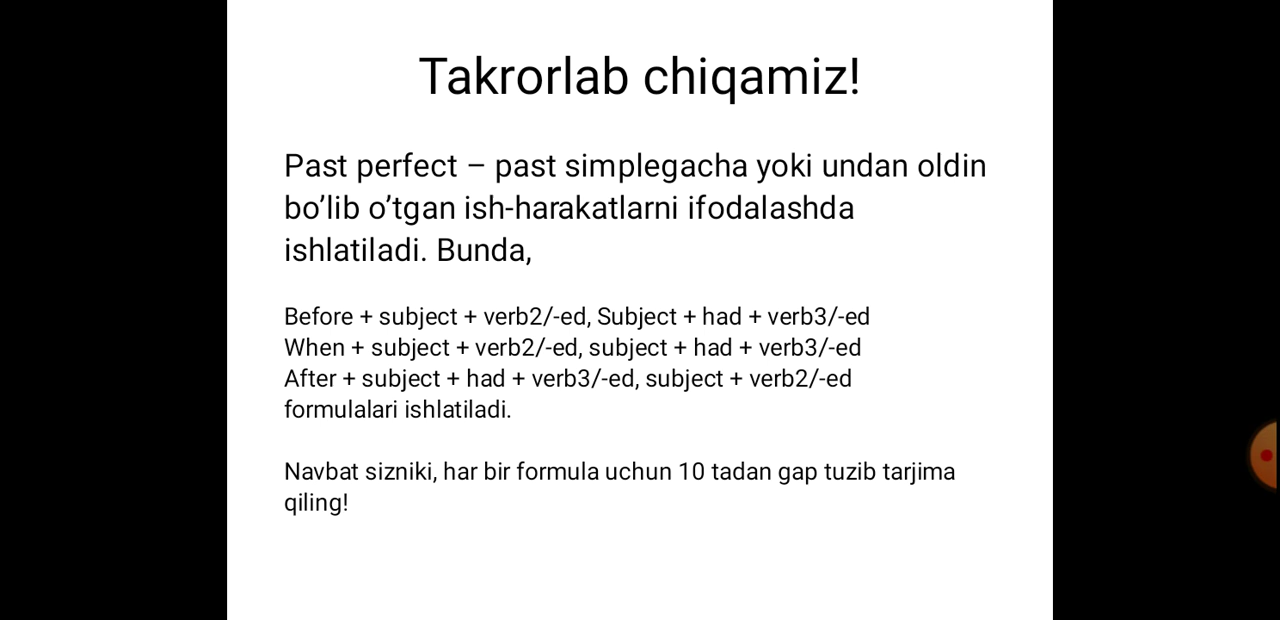 Takrorlab chiqamiz!
Past perfect – past simplegacha yoki undan oldin
bo’lib o’tgan ish-harakatlarni ifodalashda
ishlatiladi. Bunda,
Before + subject + verb2/-ed, Subject + had + verb3/-ed
When + subject + verb2/-ed, subject + had + verb3/-ed
After + subject + had + verb3/-ed, subject + verb2/-ed
formulalari ishlatiladi.
Navbat sizniki, har bir formula uchun 10 tadan gap tuzib tarjima
qiling!